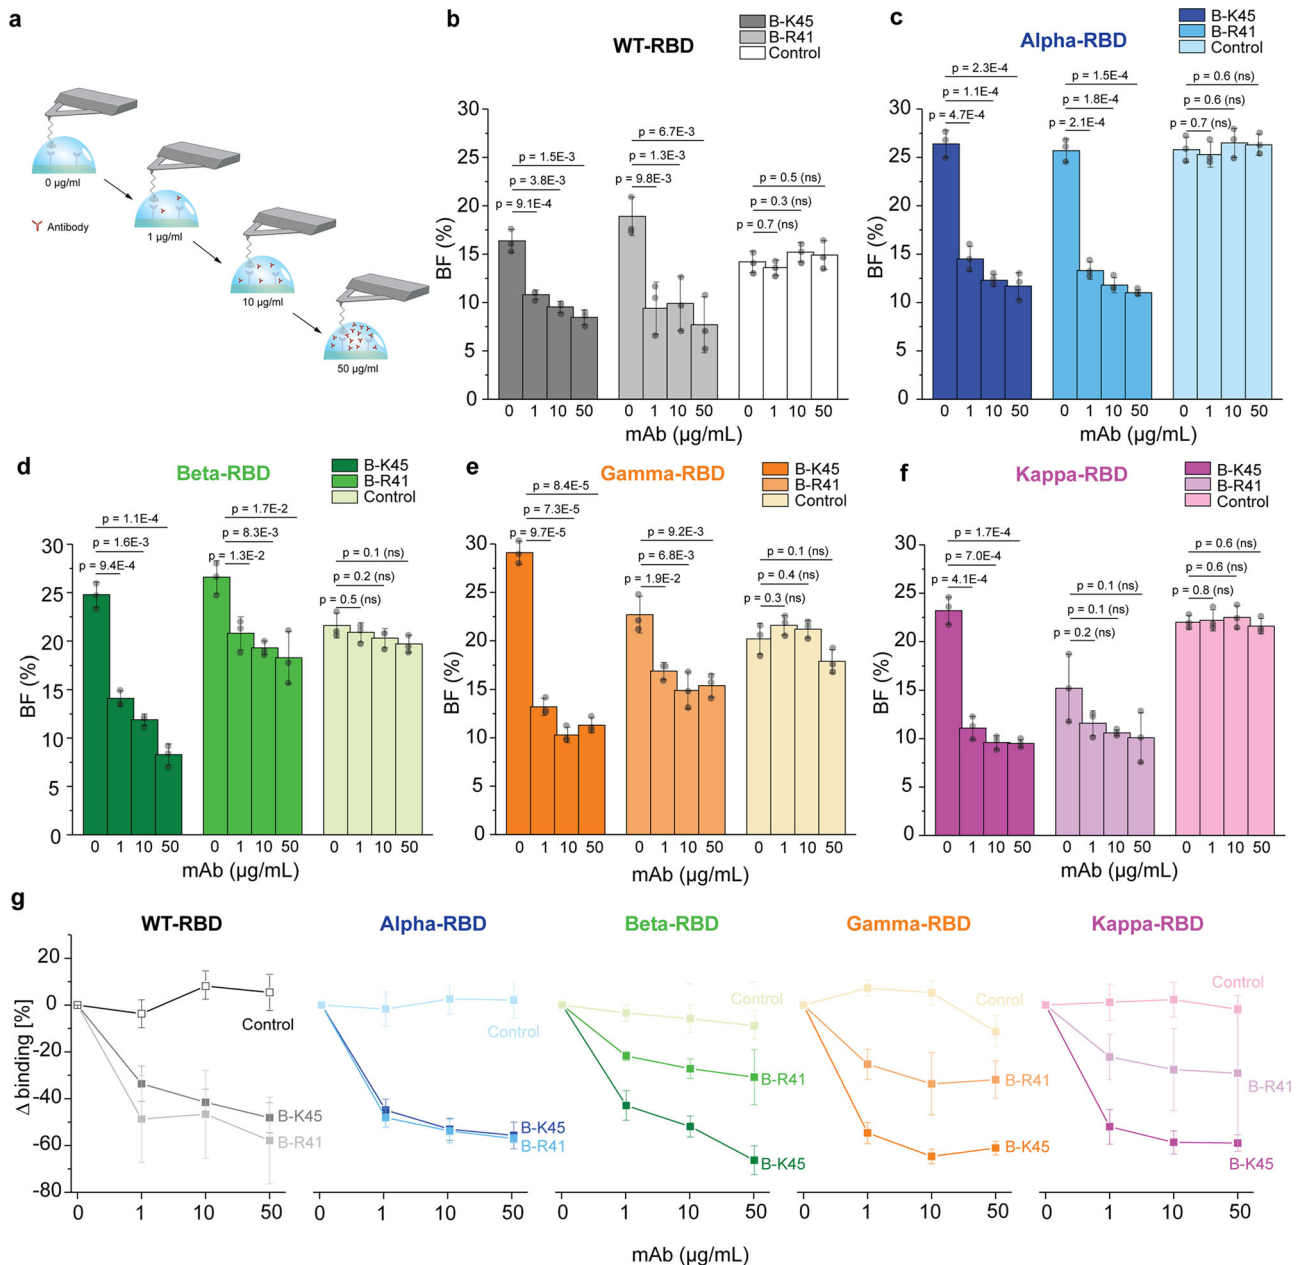 a
0 µg/ml
1 µg/ml
Antibody
10 µg/ml
50 µg/ml
b
WT-RBD
B-K45
B-R41
Control
p = 1.5E-3
p = 3.8E-3
p = 9.1E-4
p = 6.7E-3
p = 1.3E-3
p = 9.8E-3
p = 0.5 (ns)
p = 0.3 (ns)
p = 0.7 (ns)
BF (%)
30
25
20
15
10
5
0
0 1 10 50 0 1 10 50 0 1 10 50
mAb (µg/mL)
c
Alpha-RBD
B-K45
B-R41
Control
p = 2.3E-4
p = 1.1E-4
p = 4.7E-4
p = 1.5E-4
p = 1.8E-4
p = 2.1E-4
p = 0.6 (ns)
p = 0.6 (ns)
p = 0.7 (ns)
BF (%)
30
25
20
15
10
5
0
0 1 10 50 0 1 10 50 0 1 10 50
mAb (µg/mL)
d
Beta-RBD
B-K45
B-R41
Control
p = 1.1E-4
p = 1.6E-3
p = 9.4E-4
p = 1.7E-2
p = 8.3E-3
p = 1.3E-2
p = 0.1 (ns)
p = 0.2 (ns)
p = 0.5 (ns)
BF (%)
30
25
20
15
10
5
0
0 1 10 50 0 1 10 50 0 1 10 50
mAb (µg/mL)
e
Gamma-RBD
B-K45
B-R41
Control
p = 8.4E-5
p = 7.3E-5
p = 9.7E-5
p = 9.2E-3
p = 6.8E-3
p = 1.9E-2
p = 0.1 (ns)
p = 0.4 (ns)
p = 0.3 (ns)
BF (%)
30
25
20
15
10
5
0
0 1 10 50 0 1 10 50 0 1 10 50
mAb (µg/mL)
f
Kappa-RBD
B-K45
B-R41
Control
p = 1.7E-4
p = 7.0E-4
p = 4.1E-4
p = 0.1 (ns)
p = 0.1 (ns)
p = 0.2 (ns)
p = 0.6 (ns)
p = 0.6 (ns)
p = 0.8 (ns)
BF (%)
30
25
20
15
10
5
0
0 1 10 50 0 1 10 50 0 1 10 50
mAb (µg/mL)
g
WT-RBD
Alpha-RBD
Beta-RBD
Gamma-RBD
Kappa-RBD
Δ binding [%]
20
0
-20
-40
-60
-80
Control
B-K45
B-R41
Control
B-K45
B-R41
Control
B-R41
B-K45
Control
B-R41
B-K45
Control
B-R41
B-K45
0 1 10 50 0 1 10 50 0 1 10 50 0 1 10 50 0 1 10 50
mAb (µg/mL)